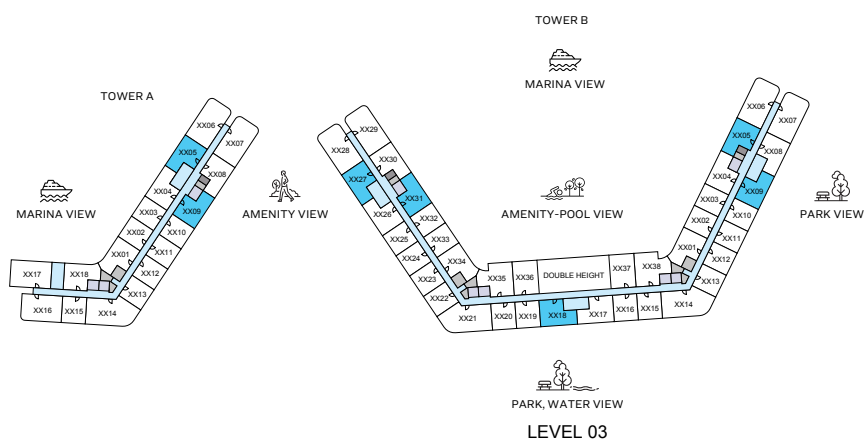 TOWER B
MARINA VIEW
TOWER A
XX06
XX07
XX05
XX08
XX04
XX09
XX03
XX10
XX02
XX11
XX01
XX12
XX13
XX17
XX18
XX16
XX15
XX14
MARINA VIEW
AMENITY VIEW
XX29
XX28
XX30
XX27
XX31
XX26
XX32
XX25
XX33
XX24
XX34
XX23
XX22
XX21
XX35
XX36
DOUBLE HEIGHT
XX37
XX38
XX20
XX19
XX18
XX17
XX16
XX15
XX14
AMENITY-POOL VIEW
XX06
XX07
XX05
XX08
XX04
XX09
XX03
XX10
XX02
XX11
XX01
XX12
XX13
PARK VIEW
PARK, WATER VIEW
LEVEL 03